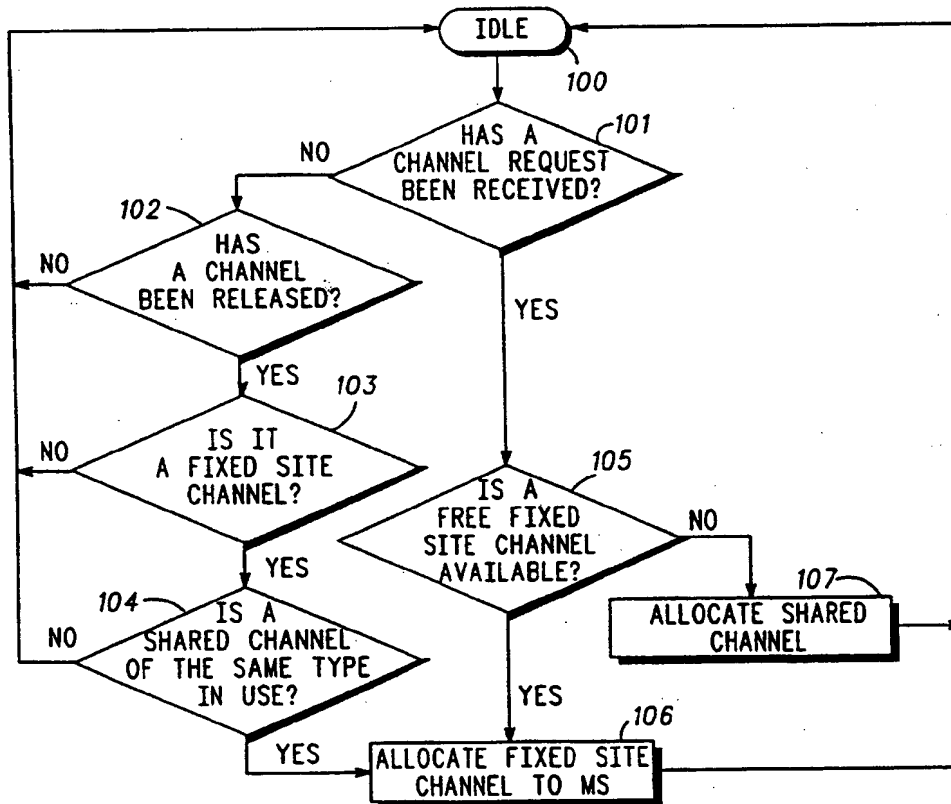 IDLE
100
HAS A
CHANNEL REQUEST
BEEN RECEIVED?
101
NO
102
HAS
A CHANNEL
BEEN RELEASED?
NO
YES
YES
103
IS IT
A FIXED SITE
CHANNEL?
NO
YES
105
IS A
FREE FIXED
SITE CHANNEL
AVAILABLE?
NO
104
IS A
SHARED CHANNEL
OF THE SAME TYPE
IN USE?
NO
YES
107
ALLOCATE SHARED
CHANNEL
YES
106
ALLOCATE FIXED SITE
CHANNEL TO MS